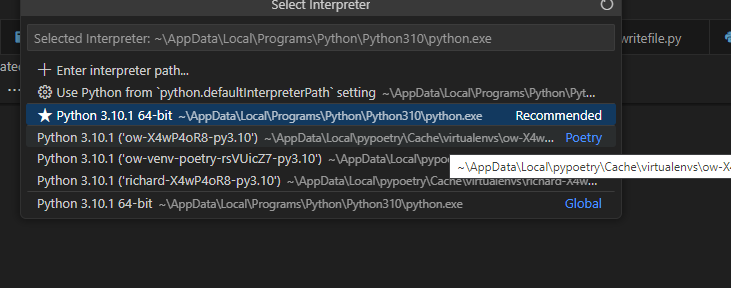 Select Interpreter
Selected Interpreter: ~\AppData\Local\Programs\Python\Python310\python.exe
writefile.py
ated
...
Enter interpreter path...
Use Python from `python.defaultInterpreterPath` setting ~\AppData\Local\Programs\Python\Pyt...
Python 3.10.1 64-bit ~\AppData\Local\Programs\Python\Python310\python.exe Recommended
Python 3.10.1 ('ow-X4wP4oR8-py3.10') ~\AppData\Local\pypoetry\Cache\virtualenvs\ow-X4w... Poetry
Python 3.10.1 ('ow-venv-poetry-rsVUicZ7-py3.10') ~\AppData\Local\pypoetry
~\AppData\Local\pypoetry\Cache\virtualenvs\ow-X4
Python 3.10.1 ('richard-X4wP4oR8-py3.10') ~\AppData\Local\pypoetry\Cache\virtualenvs\richard-X4w...
Python 3.10.1 64-bit ~\AppData\Local\Programs\Python\Python310\python.exe Global